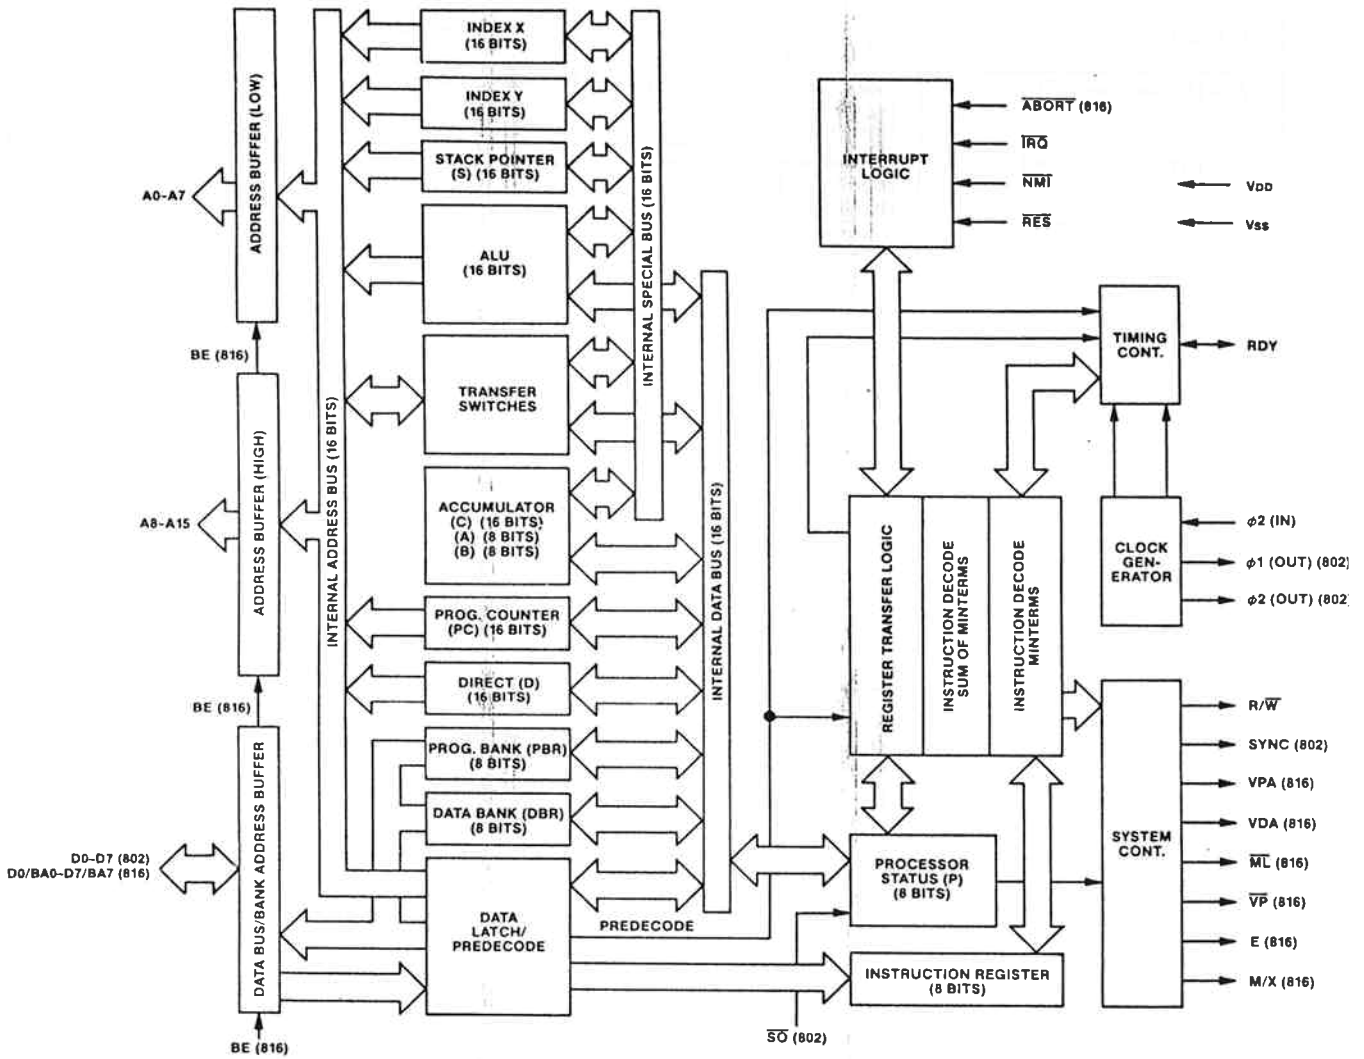 INDEX X
(16 BITS)
INDEX Y
(16 BITS)
STACK POINTER
(S) (16 BITS)
ALU
(16 BITS)
TRANSFER
SWITCHES
ACCUMULATOR
(C) (16 BITS)
(A) (8 BITS)
(B) (8 BITS)
PROG. COUNTER
(PC) (16 BITS)
DIRECT (D)
(16 BITS)
PROG. BANK (PBR)
(8 BITS)
DATA BANK (DBR)
(8 BITS)
DATA
LATCH/
PREDECODE
PREDECODE
ADDRESS BUFFER (LOW)
A0-A7
BE (816)
ADDRESS BUFFER (HIGH)
A8-A15
BE (816)
DATA BUS/BANK ADDRESS BUFFER
D0-D7 (802)
D0/BA0-D7/BA7 (816)
BE (816)
INTERNAL ADDRESS BUS (16 BITS)
INTERNAL SPECIAL BUS (16 BITS)
INTERNAL DATA BUS (16 BITS)
INTERRUPT
LOGIC
A̅B̅O̅R̅T̅ (816)
I̅R̅Q̅
N̅M̅I̅
R̅E̅S̅
VDD
VSS
TIMING
CONT.
RDY
CLOCK
GEN-
ERATOR
ϕ2 (IN)
ϕ1 (OUT) (802)
ϕ2 (OUT) (802)
REGISTER TRANSFER LOGIC
INSTRUCTION DECODE
SUM OF MINTERMS
INSTRUCTION DECODE
MINTERMS
PROCESSOR
STATUS (P)
(8 BITS)
INSTRUCTION REGISTER
(8 BITS)
S̅O̅ (802)
SYSTEM
CONT.
R/W̅
SYNC (802)
VPA (816)
VDA (816)
M̅L̅ (816)
V̅P̅ (816)
E (816)
M/X (816)